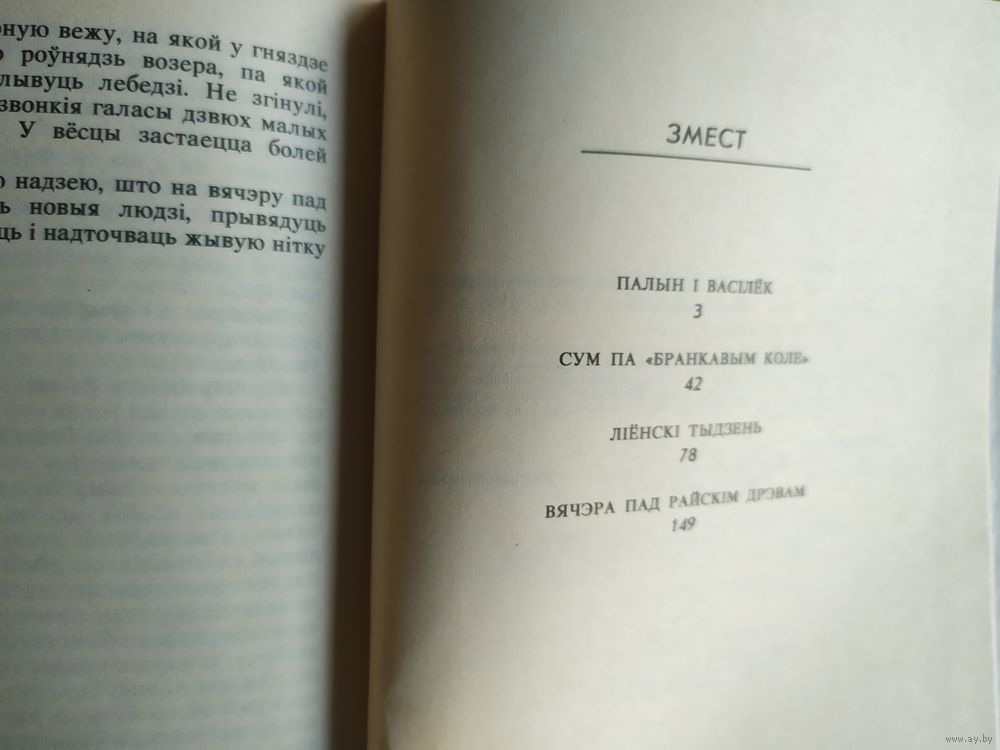 ную вежу, на якой у гняздзе
роўнядзь возера, па якой
лывуць лебедзі. Не згінулі,
звонкія галасы дзвюх малых
У вёсцы застаецца болей
надзею, што на вячэру пад
ь новыя людзі, прывядуць
ць і надточваць жывую нітку
ЗМЕСТ
ПАЛЫН І ВАСІЛЁК
3
СУМ ПА «БРАНКАВЫМ КОЛЕ»
42
ЛІЁНСКІ ТЫДЗЕНЬ
78
ВЯЧЭРА ПАД РАЙСКІМ ДРЭВАМ
149
www.ay.by